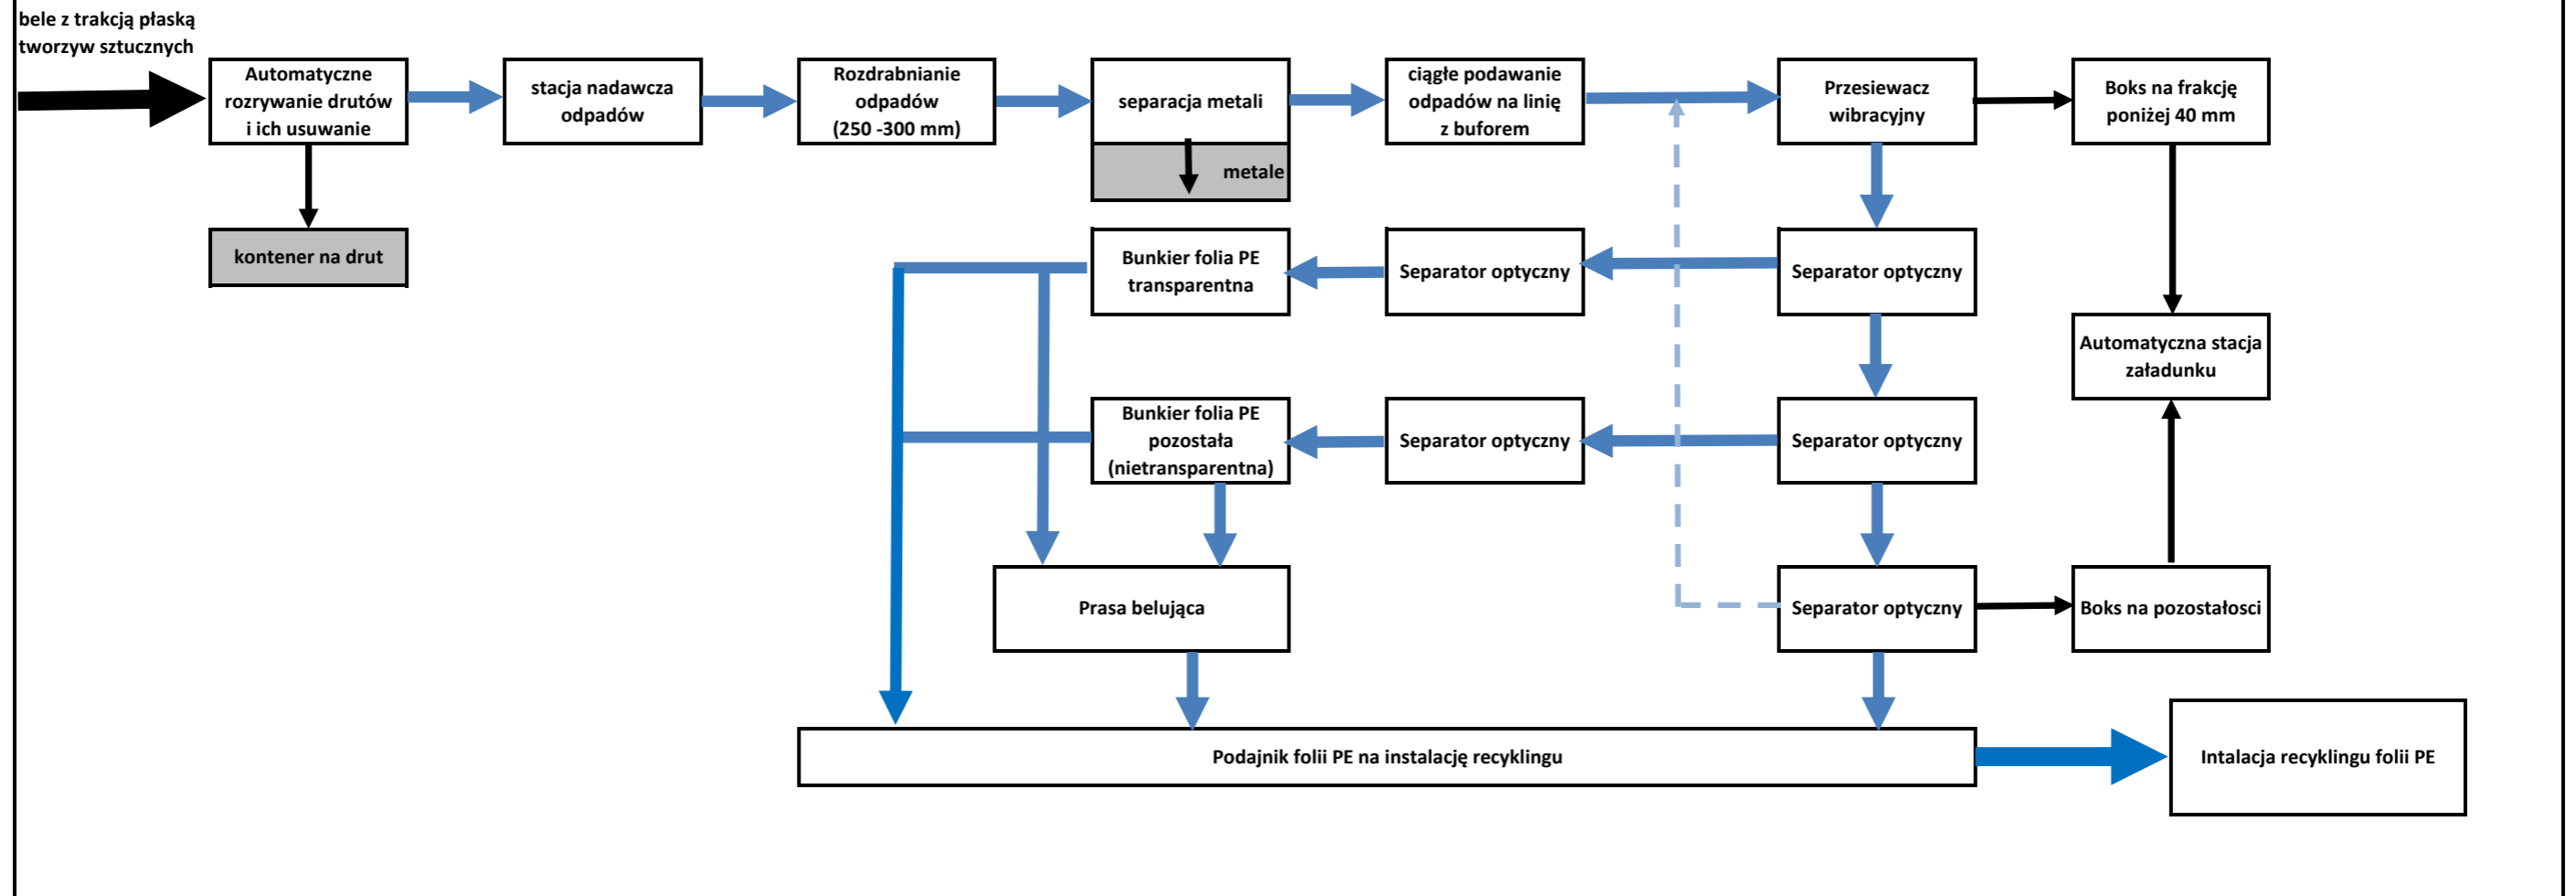 bele z trakcją płaską
tworzyw sztucznych
Automatyczne
rozrywanie drutów
i ich usuwanie
stacja nadawcza
odpadów
Rozdrabnianie
odpadów
(250 -300 mm)
separacja metali
ciągłe podawanie
odpadów na linię
z buforem
Przesiewacz
wibracyjny
Boks na frakcję
poniżej 40 mm
metale
kontener na drut
Bunkier folia PE
transparentna
Separator optyczny
Separator optyczny
Automatyczna stacja
załadunku
Bunkier folia PE
pozostała
(nietransparentna)
Separator optyczny
Separator optyczny
Prasa belująca
Separator optyczny
Boks na pozostałosci
Podajnik folii PE na instalację recyklingu
Intalacja recyklingu folii PE